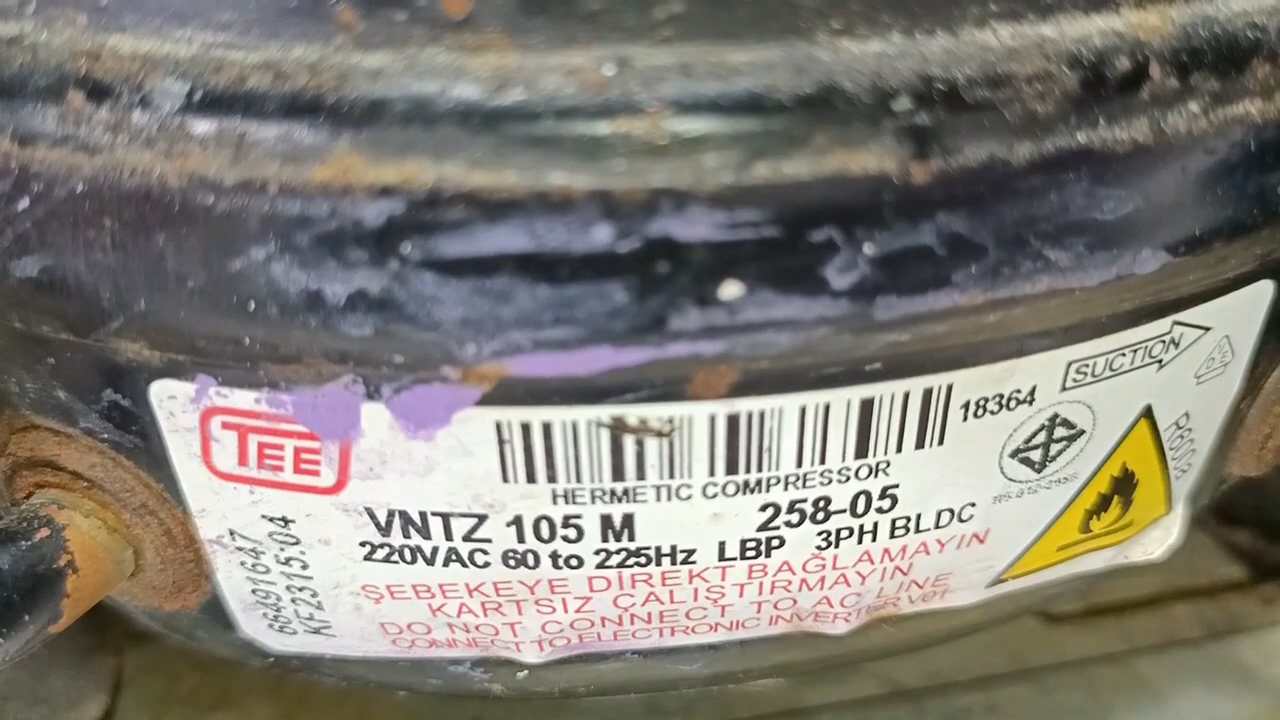 TEE
18364
SUCTION
HERMETIC COMPRESSOR
VNTZ 105 M 258-05
220VAC 60 to 225Hz LBP 3PH BLDC
ŞEBEKEYE DİREKT BAĞLAMAYIN
KARTSIZ ÇALIŞTIRMAYIN
DO NOT CONNECT TO AC LINE
CONNECT TO ELECTRONIC INVERTER V01
66491647
KF2315.04
R600a